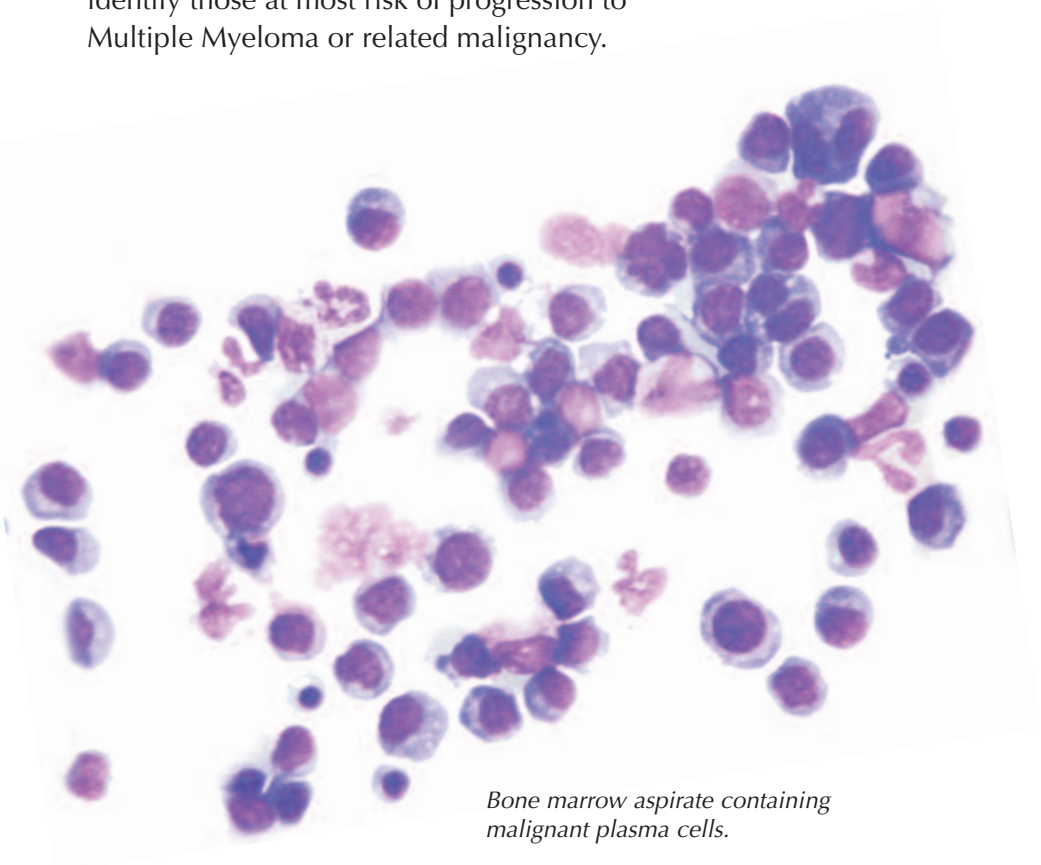 identify those at most risk of progression to
Multiple Myeloma or related malignancy.
Bone marrow aspirate containing
malignant plasma cells.